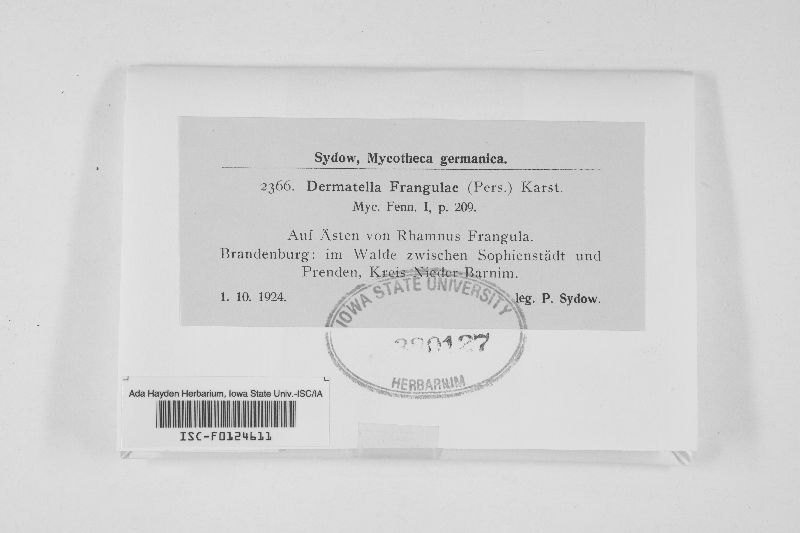 Sydow, Mycotheca germanica.
2366. Dermatella Frangulae (Pers.) Karst.
Myc. Fenn. I, p. 209.
Auf Ästen von Rhamnus Frangula.
Brandenburg: im Walde zwischen Sophienstädt und
Prenden, Kreis Nieder-Barnim.
1. 10. 1924. leg. P. Sydow.
IOWA STATE UNIVERSITY
HERBARIUM
Ada Hayden Herbarium, Iowa State Univ.-ISC/IA
ISC-F0124611